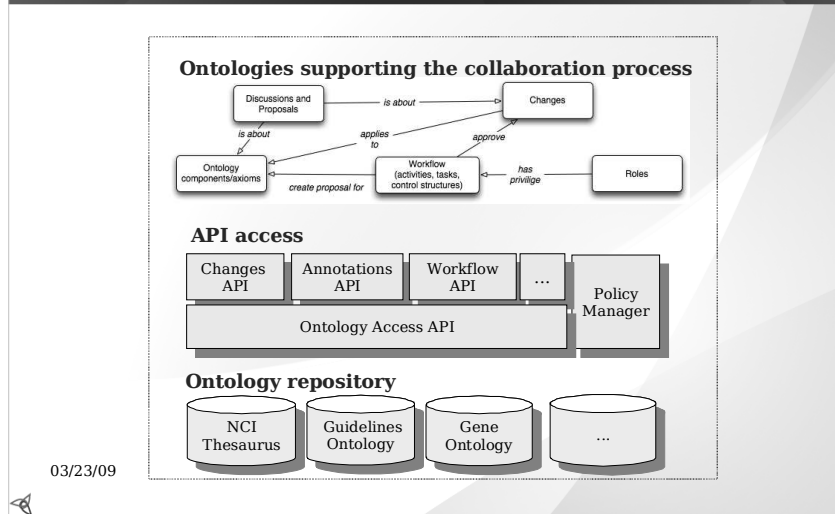 Ontologies supporting the collaboration process
Discussions and
Proposals
is about
Changes
is about
applies
to
approve
Ontology
components/axioms
create proposal for
Workflow
(activities, tasks,
control structures)
has
privilige
Roles
API access
Changes
API
Annotations
API
Workflow
API
...
Policy
Manager
Ontology Access API
Ontology repository
NCI
Thesaurus
Guidelines
Ontology
Gene
Ontology
...
03/23/09